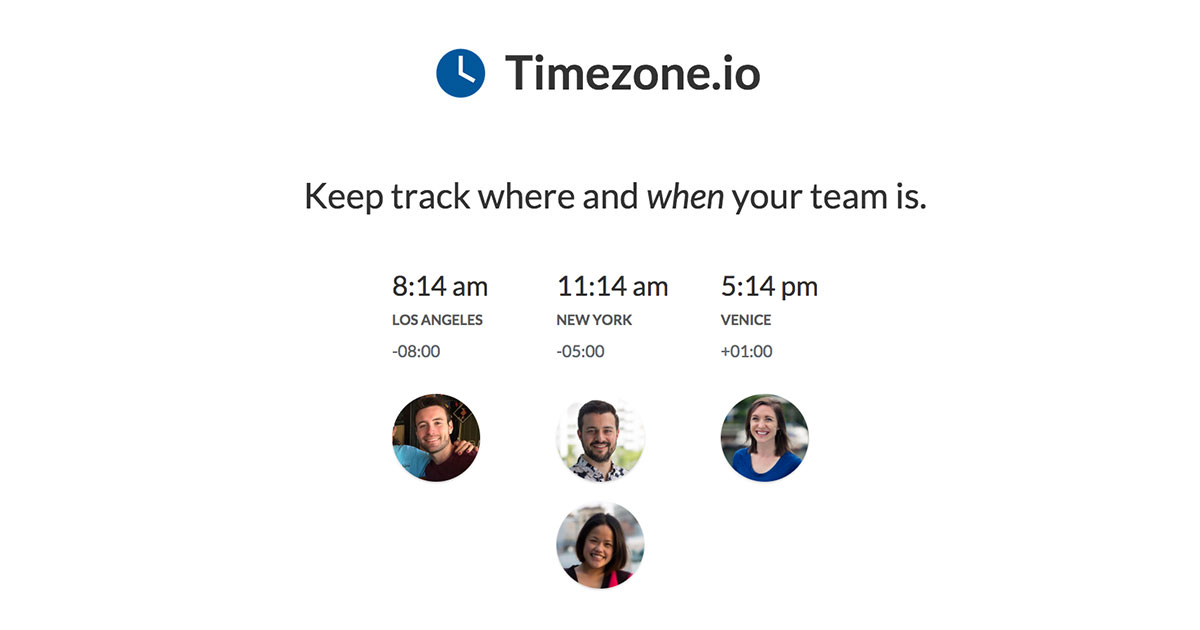 Timezone.io
Keep track where and when your team is.
8:14 am
LOS ANGELES
-08:00
11:14 am
NEW YORK
-05:00
5:14 pm
VENICE
+01:00